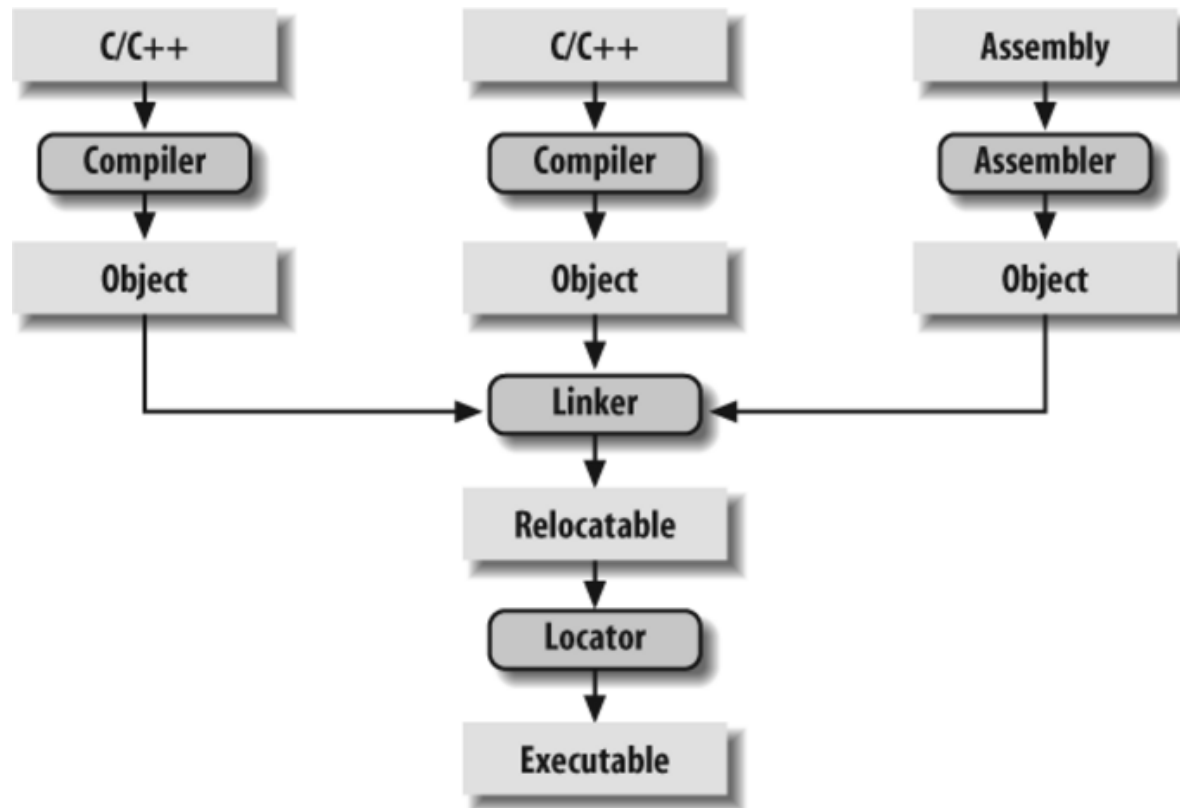 C/C++
C/C++
Assembly
Compiler
Compiler
Assembler
Object
Object
Object
Linker
Relocatable
Locator
Executable